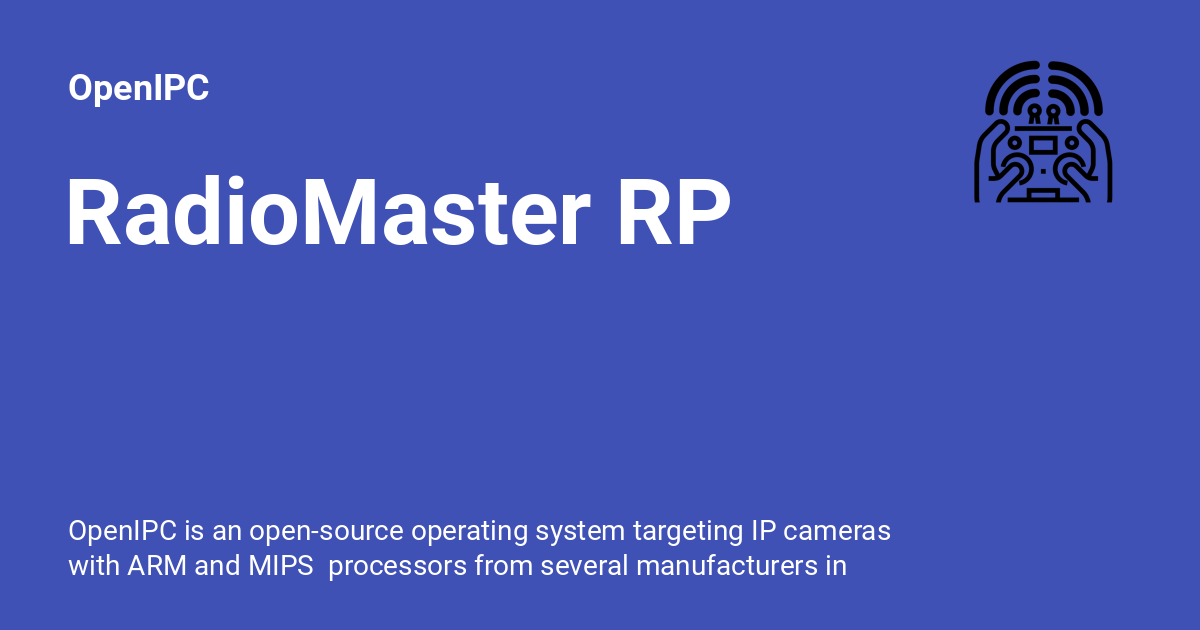 OpenIPC
RadioMaster RP
OpenIPC is an open-source operating system targeting IP cameras
with ARM and MIPS  processors from several manufacturers in